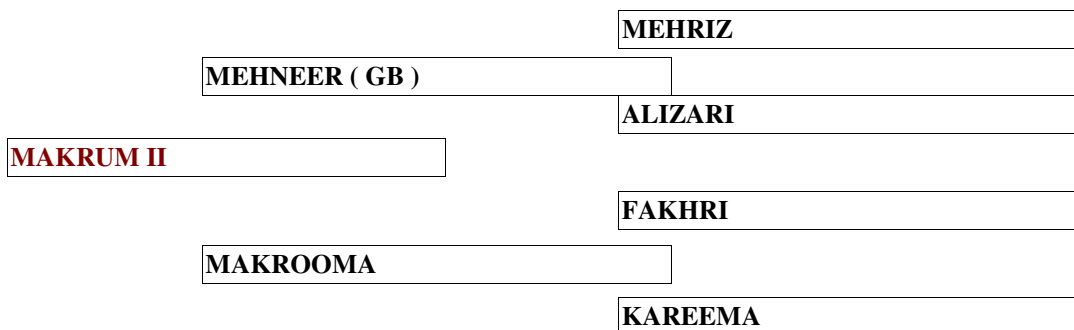 MEHRIZ
MEHNEER ( GB )
ALIZARI
MAKRUM II
FAKHRI
MAKROOMA
KAREEMA